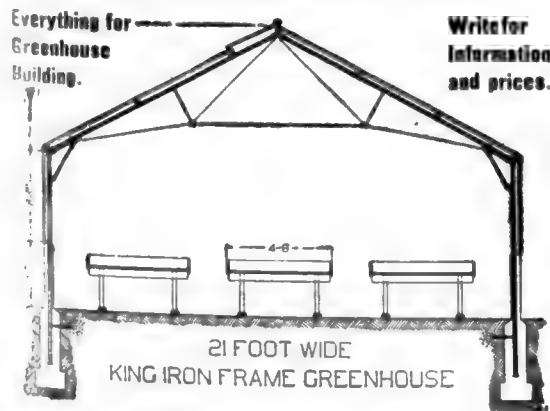 Everything for
Greenhouse
Building.
Write for
Information
and prices.
4-6
21 FOOT WIDE
KING IRON FRAME GREENHOUSE